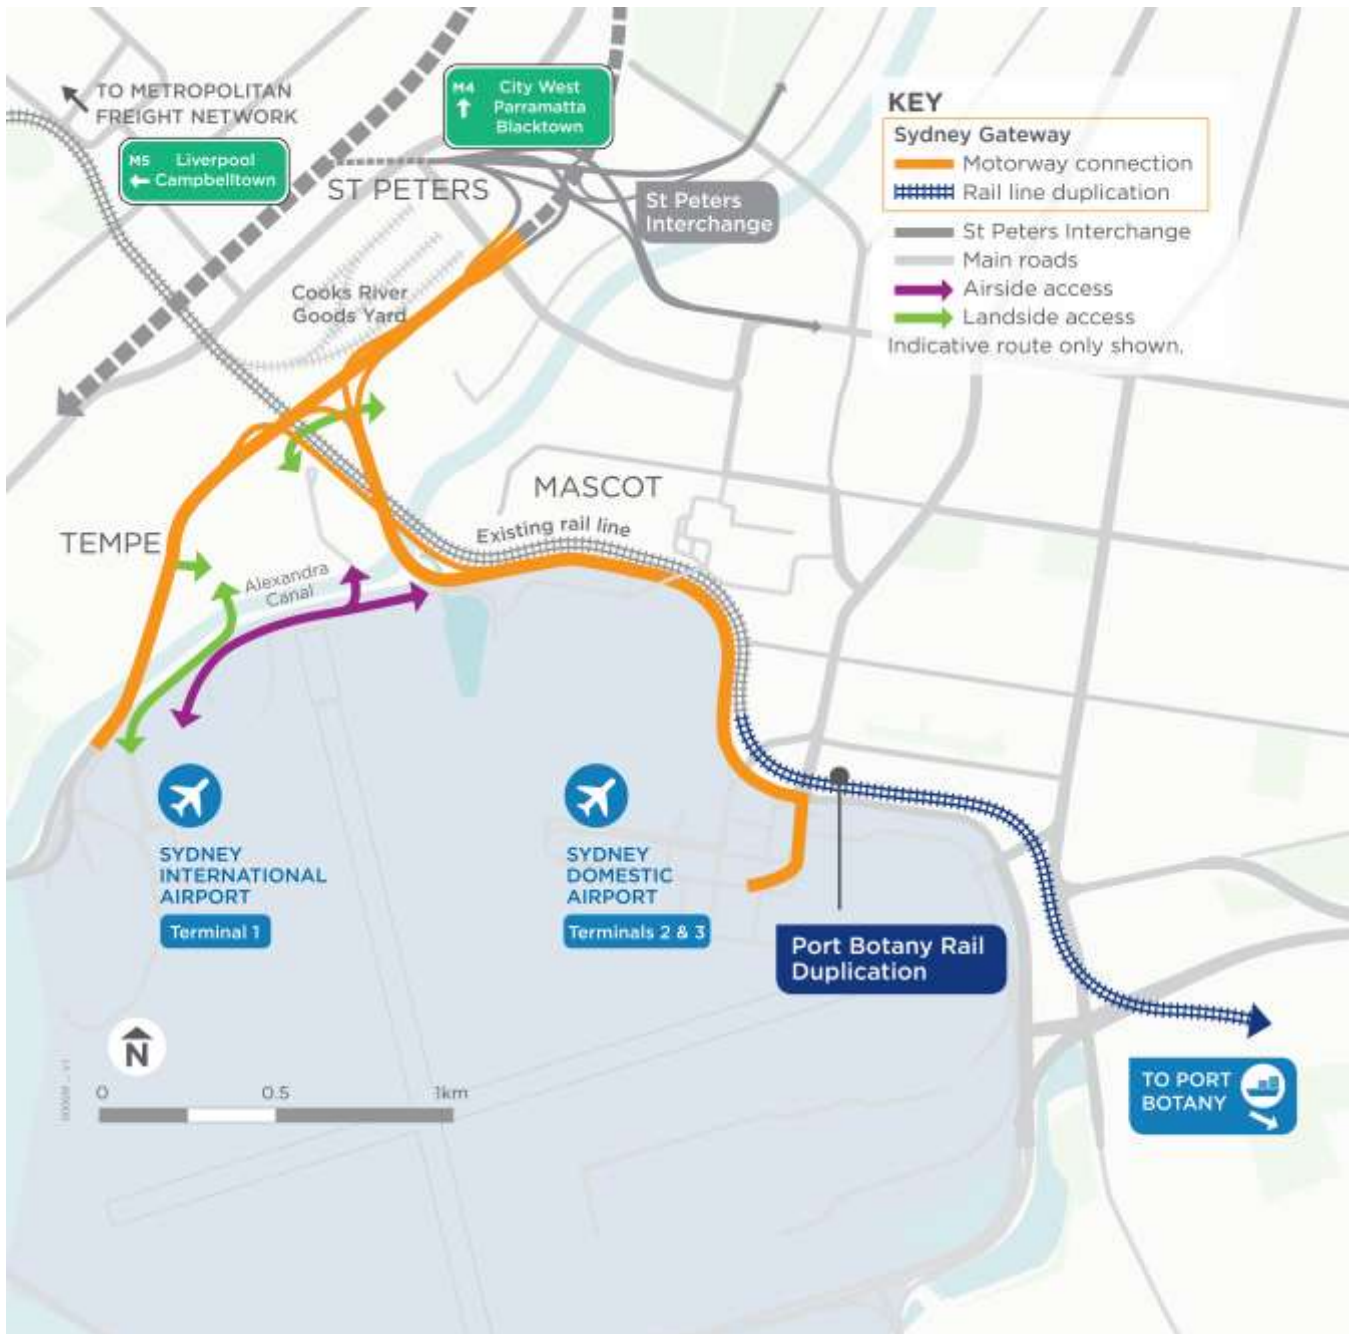 TO METROPOLITAN
FREIGHT NETWORK
M5 Liverpool
Campbelltown
M4 City West
Parramatta
Blacktown
ST PETERS
St Peters
Interchange
KEY
Sydney Gateway
Motorway connection
Rail line duplication
St Peters Interchange
Main roads
Airside access
Landside access
Indicative route only shown.
Cooks River
Goods Yard
MASCOT
Existing rail line
TEMPE
Alexandra
Canal
SYDNEY
INTERNATIONAL
AIRPORT
Terminal 1
SYDNEY
DOMESTIC
AIRPORT
Terminals 2 & 3
Port Botany Rail
Duplication
N
0 0.5 1km
TO PORT
BOTANY